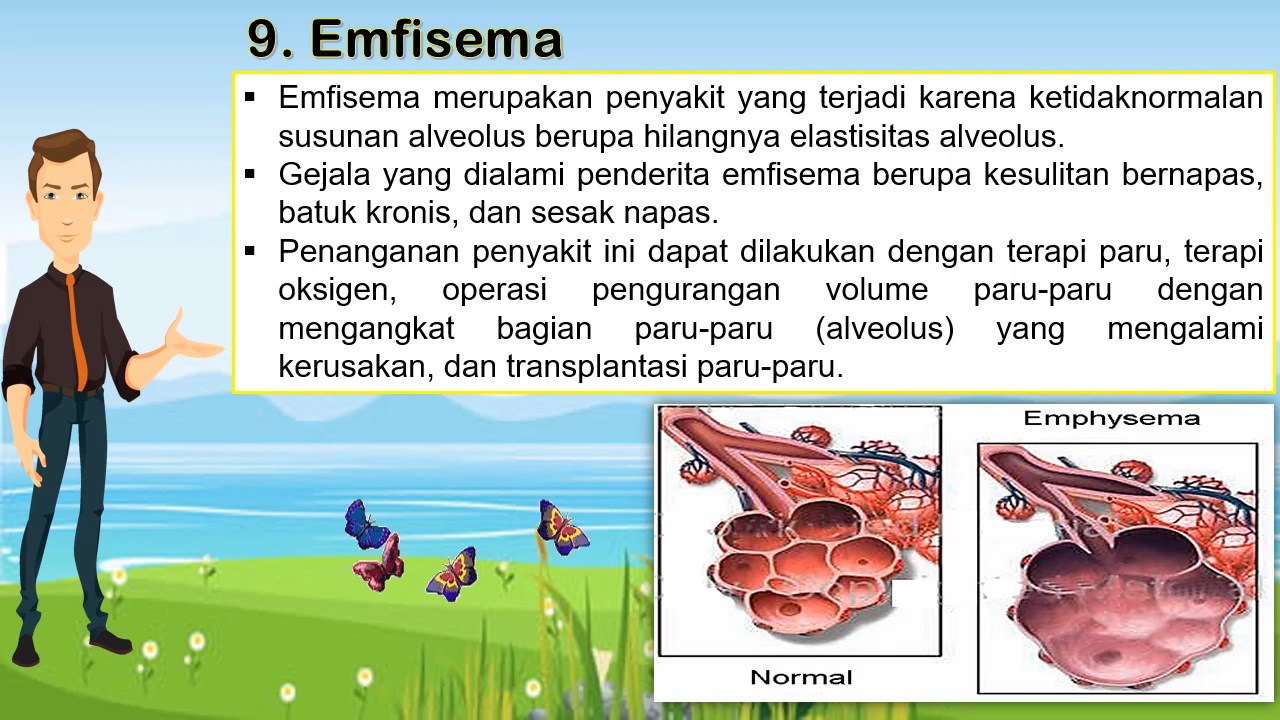 9. Emfisema
▪ Emfisema merupakan penyakit yang terjadi karena ketidaknormalan
susunan alveolus berupa hilangnya elastisitas alveolus.
▪ Gejala yang dialami penderita emfisema berupa kesulitan bernapas,
batuk kronis, dan sesak napas.
▪ Penanganan penyakit ini dapat dilakukan dengan terapi paru, terapi
oksigen, operasi pengurangan volume paru-paru dengan
mengangkat bagian paru-paru (alveolus) yang mengalami
kerusakan, dan transplantasi paru-paru.
Emphysema
Normal